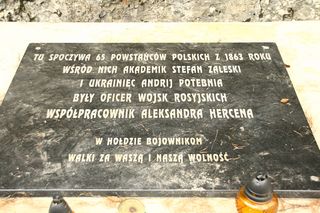 TU SPOCZYWA 65 POWSTAŃCÓW POLSKICH Z 1863 ROKU
WŚRÓD NICH AKADEMIK STEFAN ZALESKI
I UKRAINIEC ANDRIJ POTEBNIA
BYŁY OFICER WOJSK ROSYJSKICH
WSPÓŁPRACOWNIK ALEKSANDRA HERCENA
W HOŁDZIE BOJOWNIKOM
WALKI ZA WASZĄ I NASZĄ WOLNOŚĆ